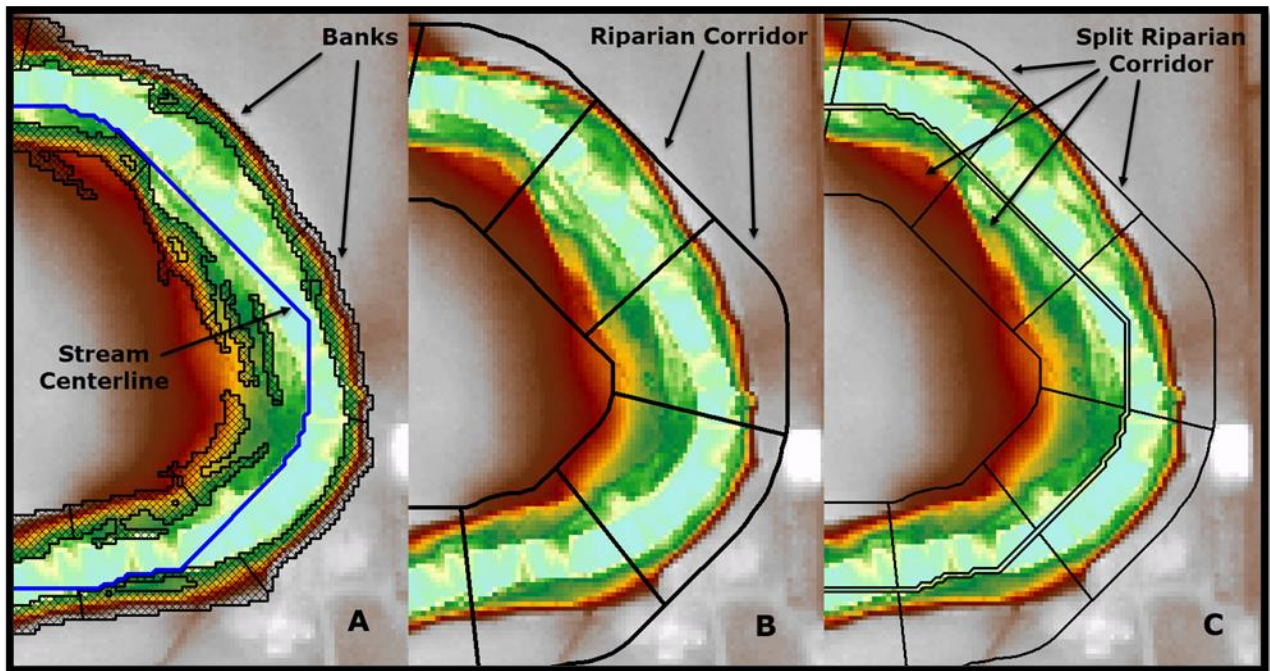 Banks
Stream
Centerline
A
Riparian Corridor
B
Split Riparian
Corridor
C